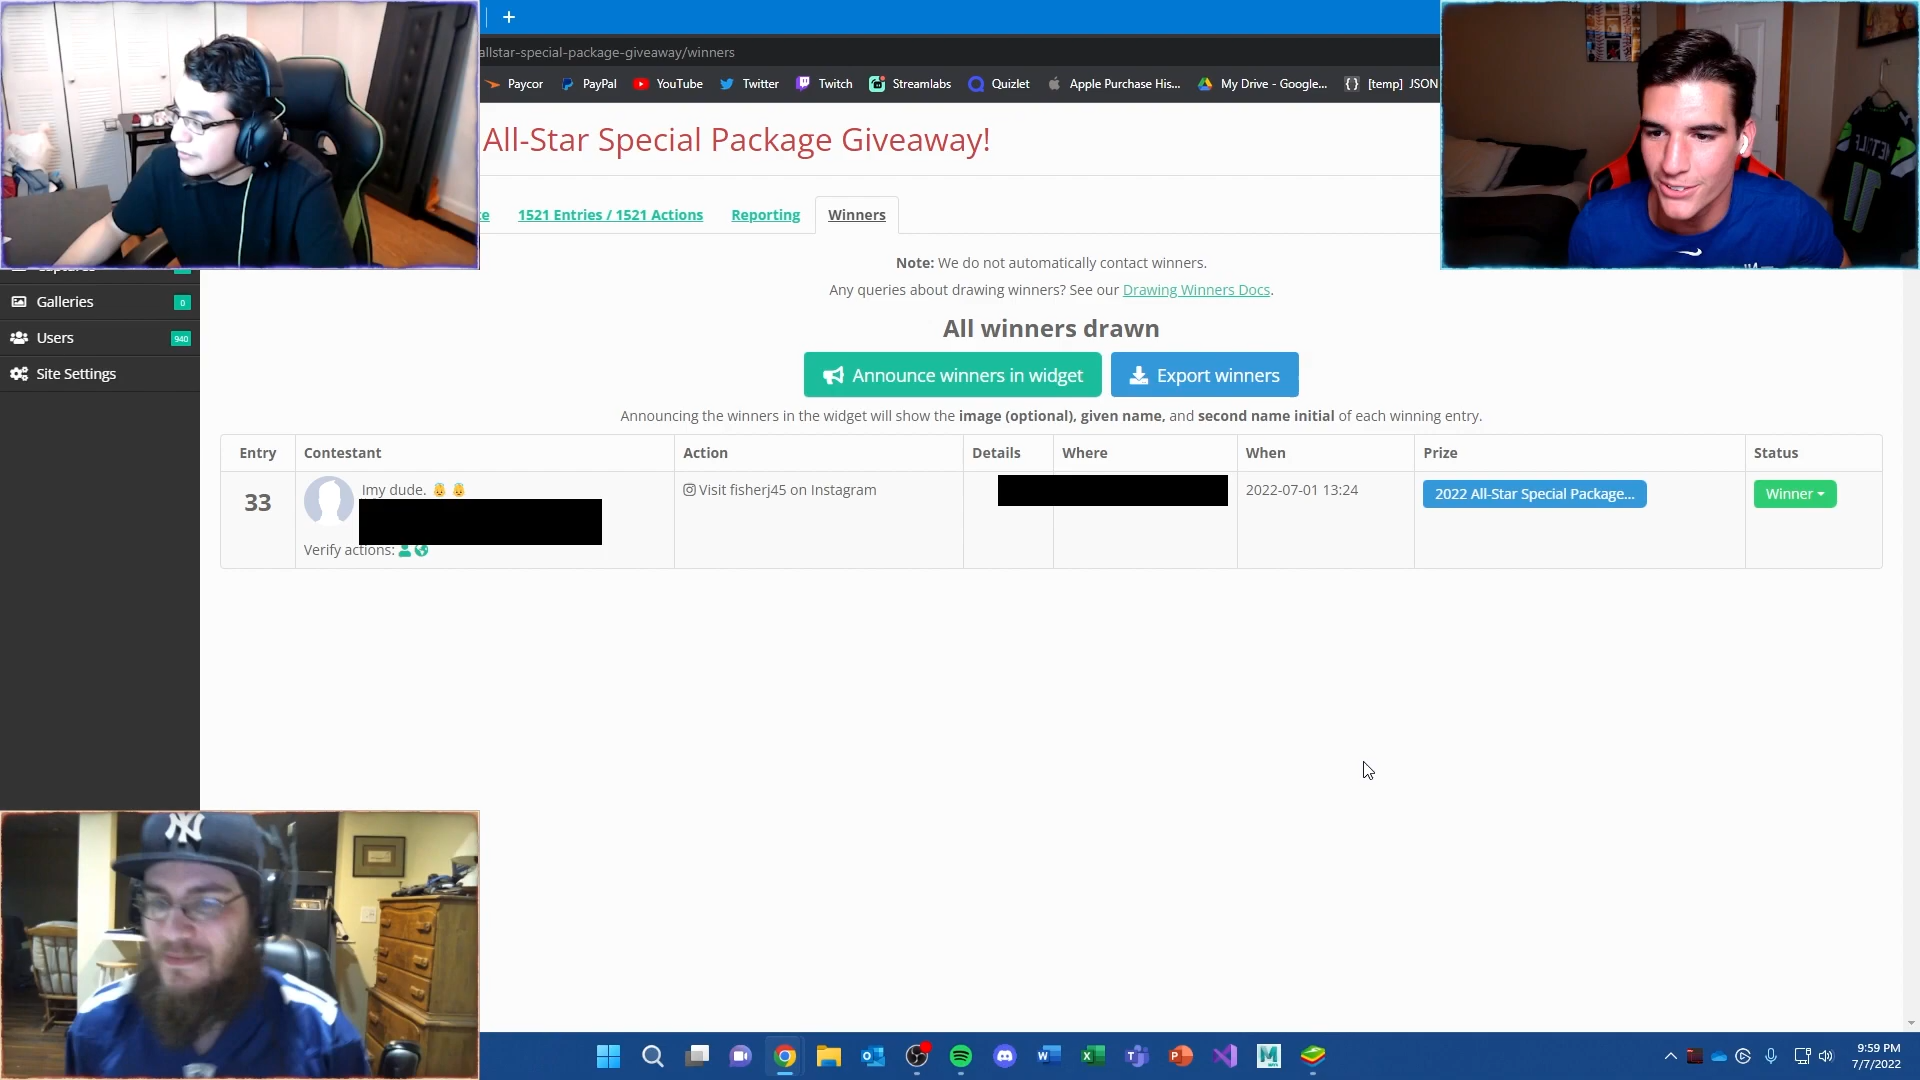 allstar-special-package-giveaway/winners
Paycor PayPal YouTube Twitter Twitch Streamlabs Quizlet Apple Purchase His... My Drive - Google... [temp] JSON
All-Star Special Package Giveaway!
1521 Entries / 1521 Actions Reporting Winners
Note: We do not automatically contact winners.
Any queries about drawing winners? See our Drawing Winners Docs.
Galleries 0
Users 940
Site Settings
All winners drawn
Announce winners in widget Export winners
Announcing the winners in the widget will show the image (optional), given name, and second name initial of each winning entry.
Entry Contestant Action Details Where When Prize Status
33 Imy dude. 😇 😇 Visit fisherj45 on Instagram 2022-07-01 13:24 2022 All-Star Special Package... Winner
Verify actions:
NY
9:59 PM
7/7/2022